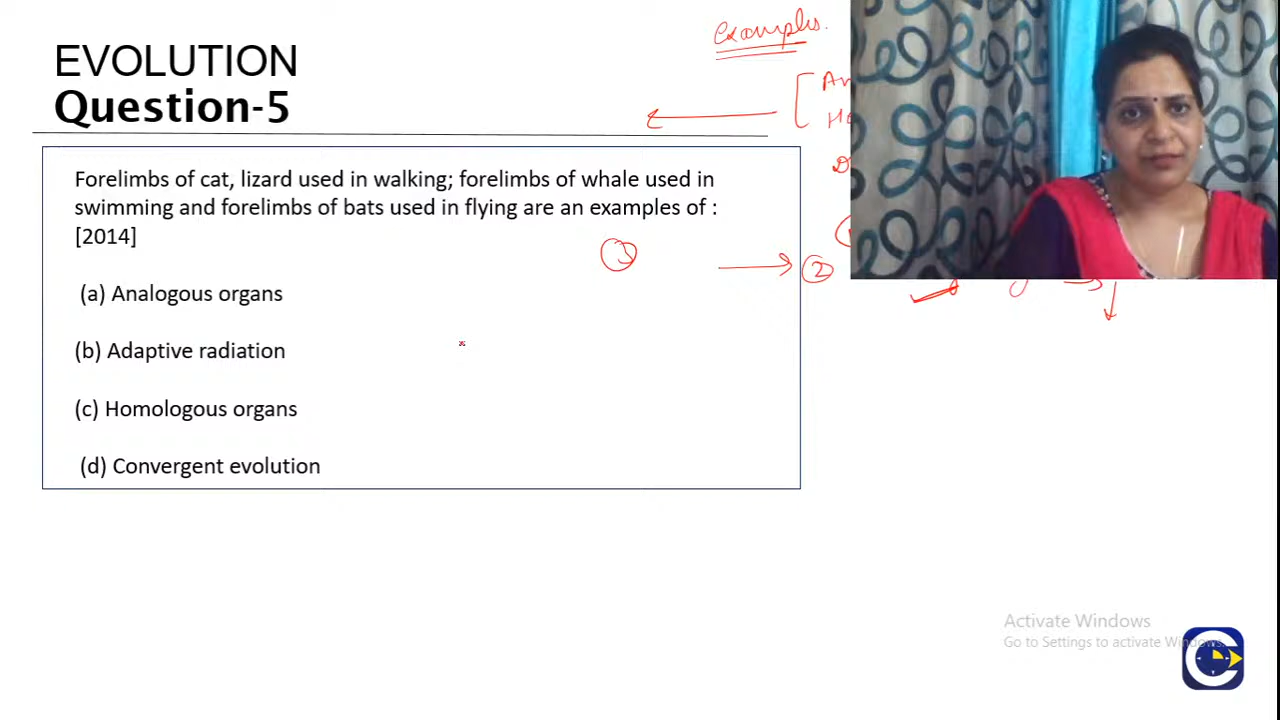 EVOLUTION
Question-5
Examples.
Forelimbs of cat, lizard used in walking; forelimbs of whale used in
swimming and forelimbs of bats used in flying are an examples of :
[2014]
3
2
(a) Analogous organs
(b) Adaptive radiation
(c) Homologous organs
(d) Convergent evolution
Activate Windows
Go to Settings to activate Windows.